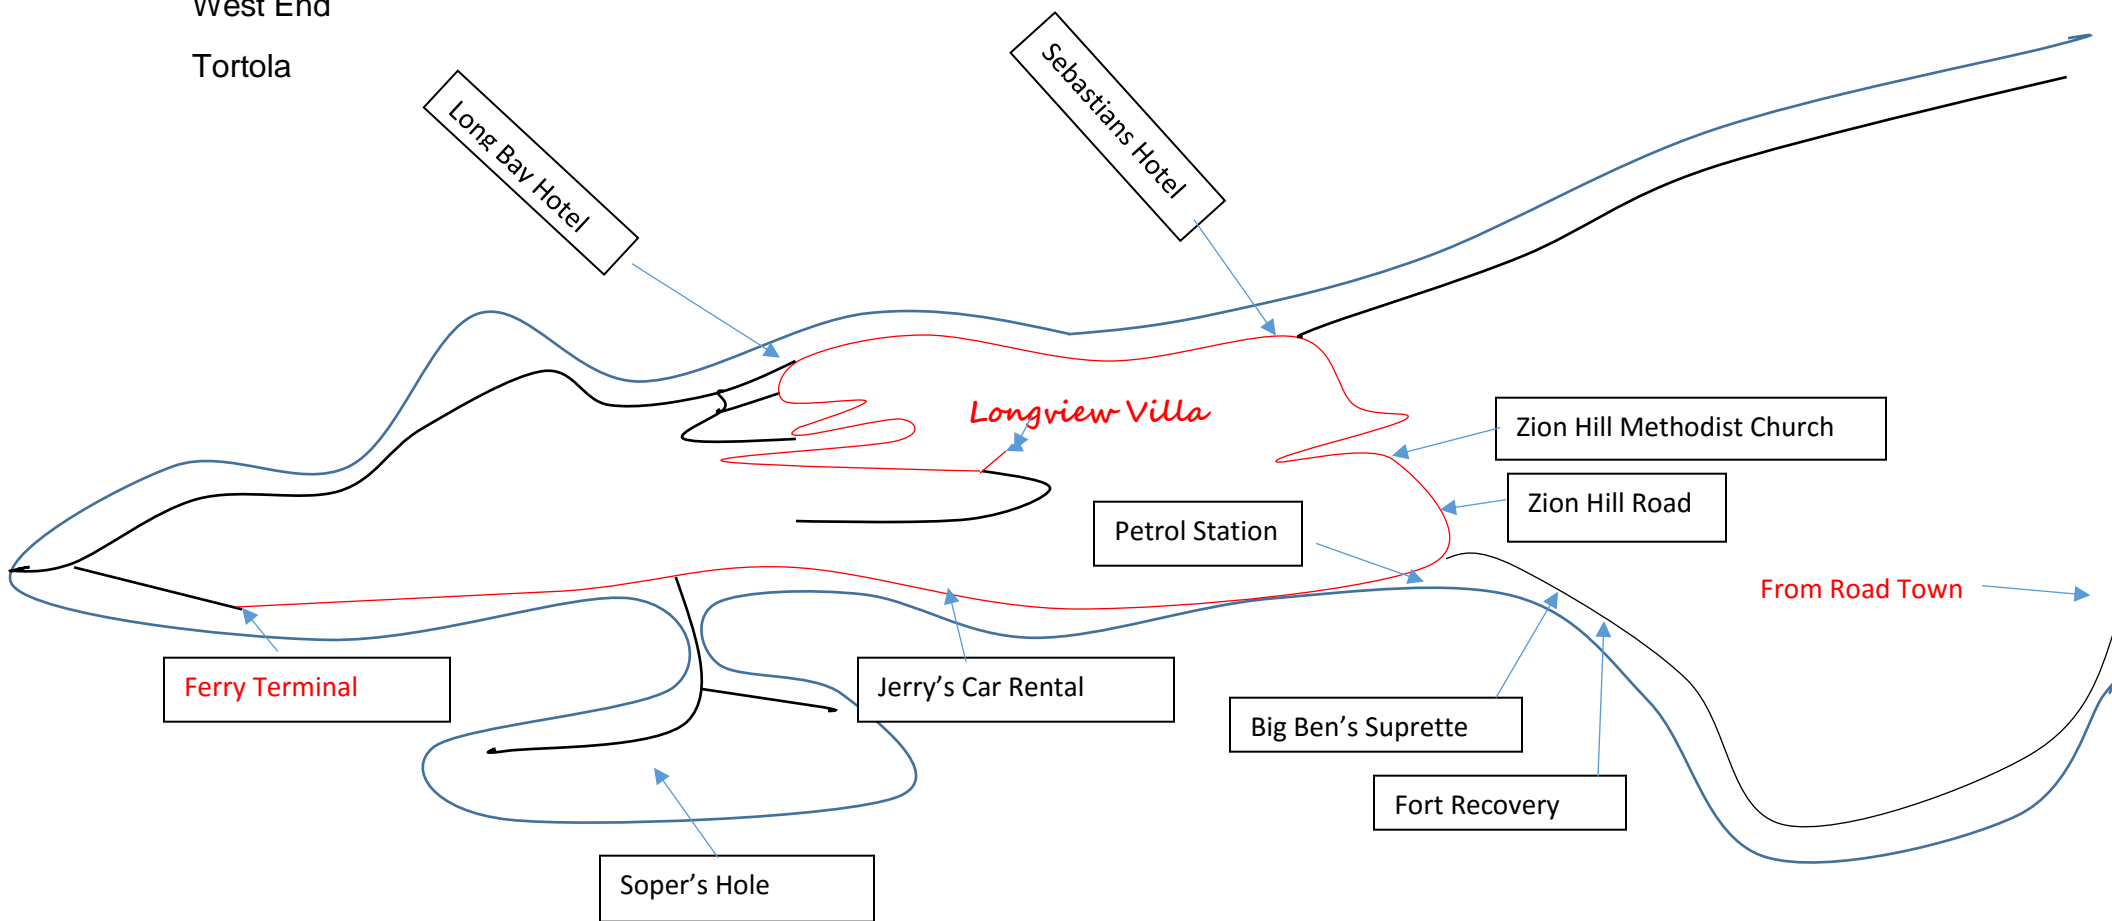 West End
Tortola
Long Bay Hotel
Sebastians Hotel
Longview Villa
Zion Hill Methodist Church
Zion Hill Road
Petrol Station
From Road Town
Ferry Terminal
Jerry’s Car Rental
Big Ben’s Suprette
Fort Recovery
Soper’s Hole